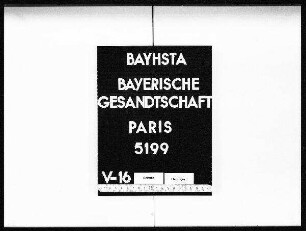 BAYHSTA
BAYERISCHE
GESANDTSCHAFT
PARIS
5199
V-16